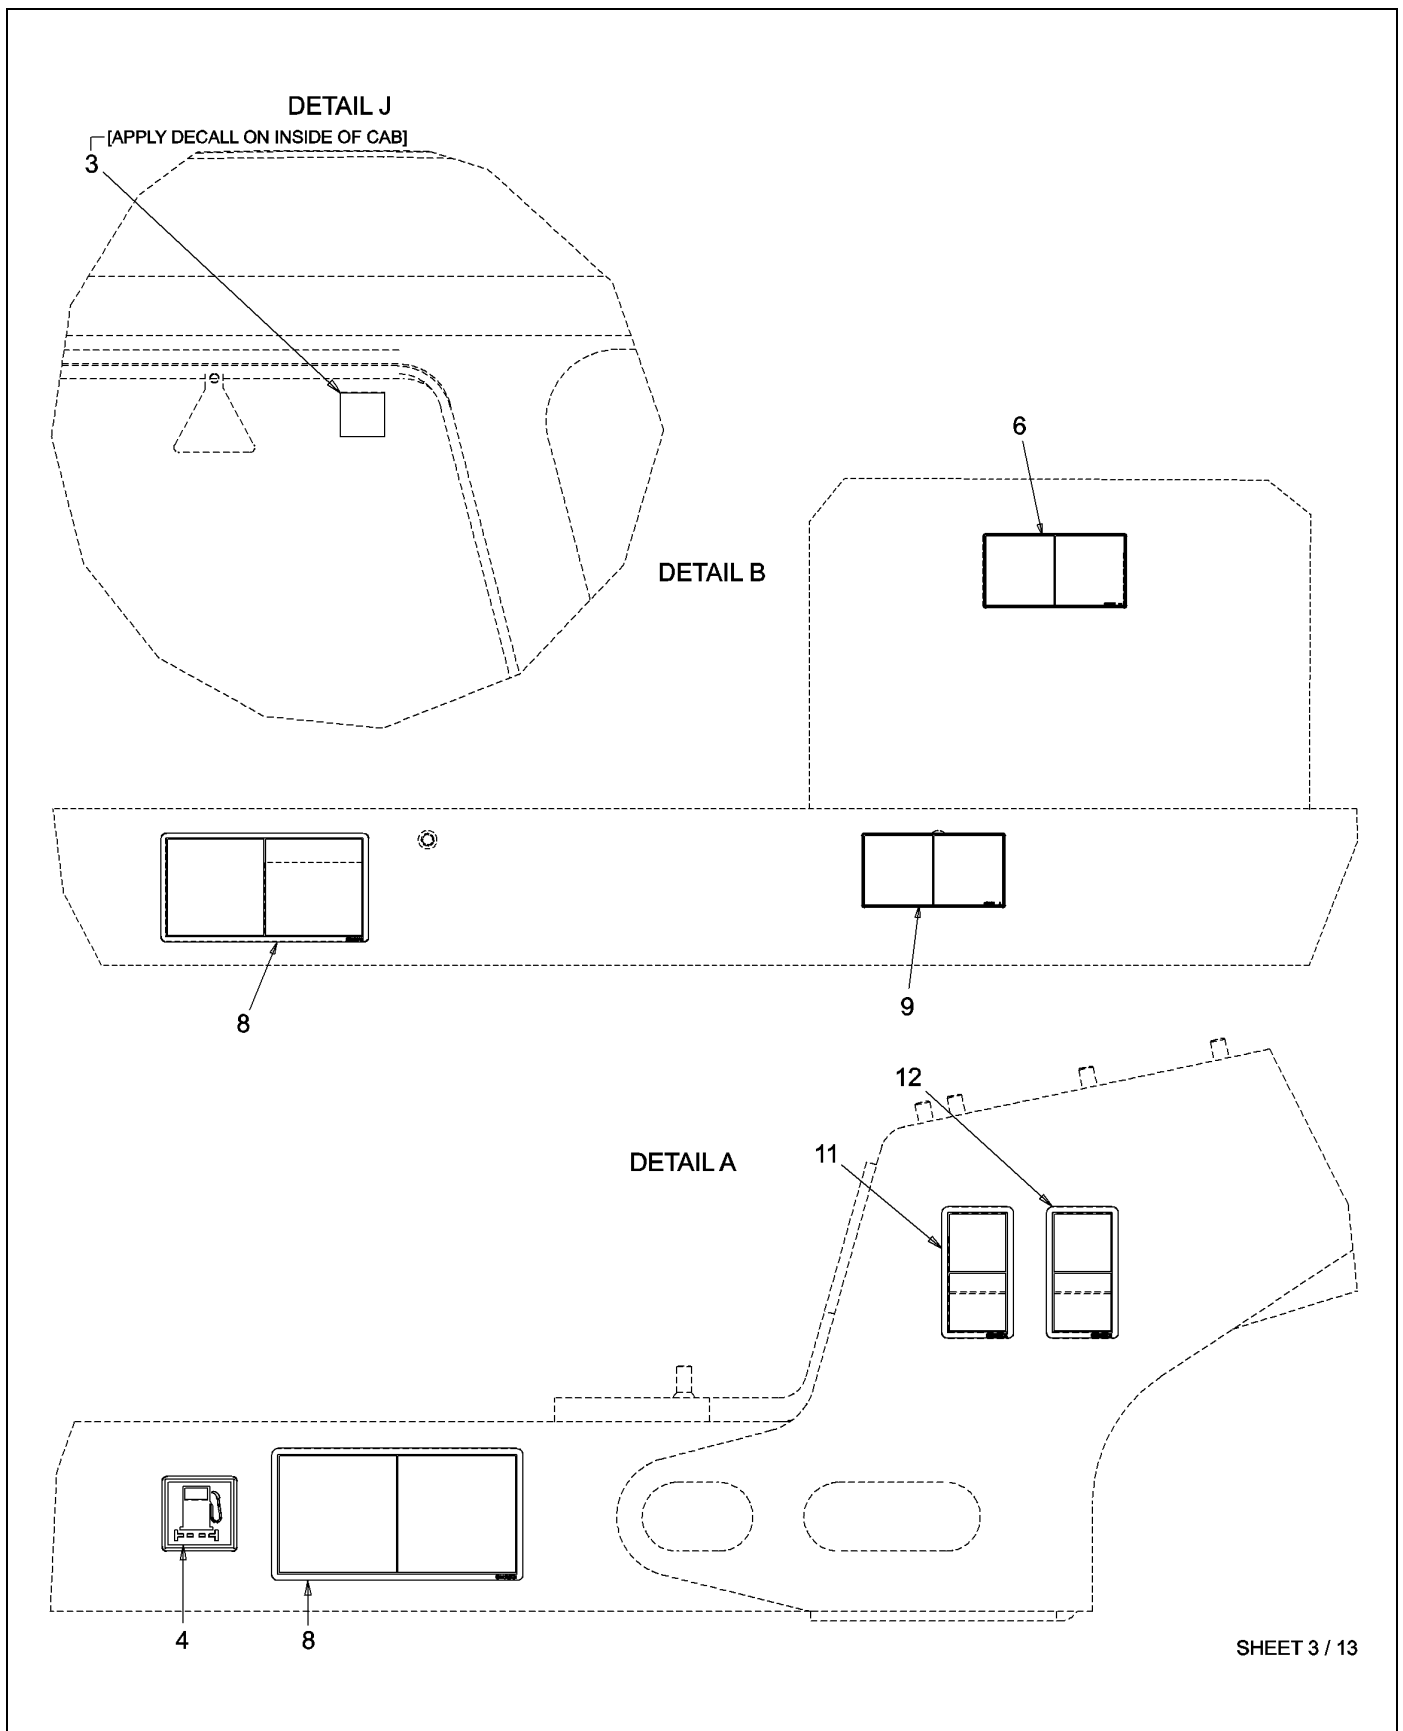 DETAIL J
[APPLY DECALL ON INSIDE OF CAB]
3
6
DETAIL B
8
9
12
11
DETAIL A
4
8
SHEET 3 / 13